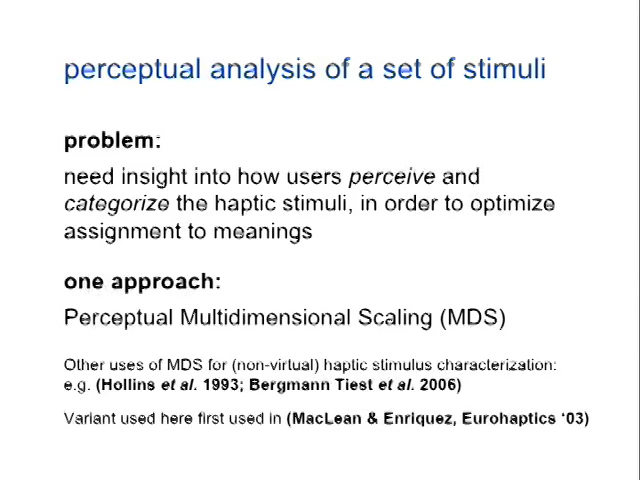 perceptual analysis of a set of stimuli
problem:
need insight into how users perceive and
categorize the haptic stimuli, in order to optimize
assignment to meanings
one approach:
Perceptual Multidimensional Scaling (MDS)
Other uses of MDS for (non-virtual) haptic stimulus characterization:
e.g. (Hollins et al. 1993; Bergmann Tiest et al. 2006)
Variant used here first used in (MacLean & Enriquez, Eurohaptics ‘03)